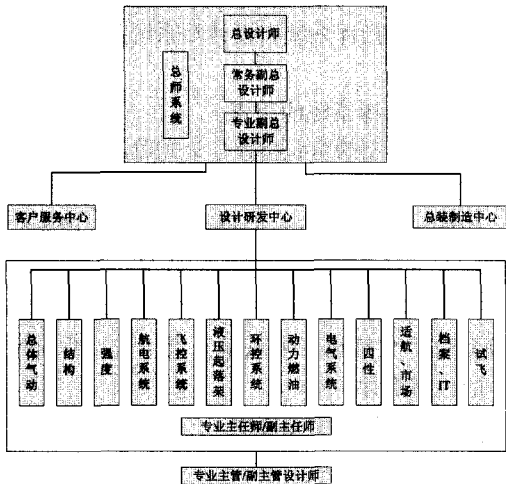 总设计师
总师系统
常务副总
设计师
专业副总
设计师
客户服务中心
设计研发中心
总装制造中心
总体气动
结构
强度
航电系统
飞控系统
液压起落架
环控系统
动力燃油
电气系统
四性
适航、市场
档案、IT
试飞
专业主任师/副主任师
专业主管/副主管设计师